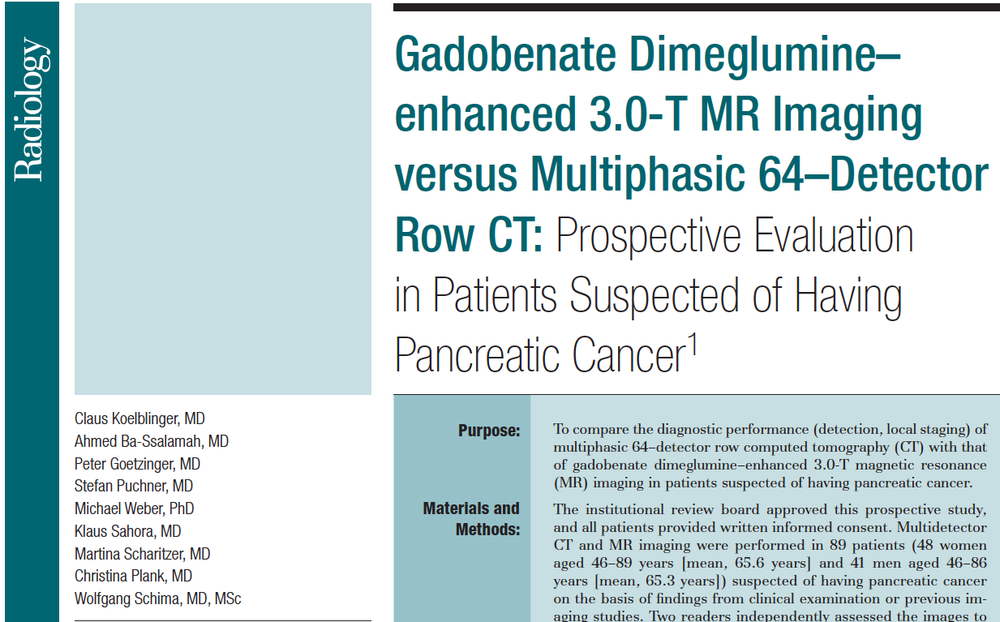 Radiology
Gadobenate Dimeglumine–
enhanced 3.0-T MR Imaging
versus Multiphasic 64–Detector
Row CT: Prospective Evaluation
in Patients Suspected of Having
Pancreatic Cancer1
Claus Koelblinger, MD
Ahmed Ba-Ssalamah, MD
Peter Goetzinger, MD
Stefan Puchner, MD
Michael Weber, PhD
Klaus Sahora, MD
Martina Scharitzer, MD
Christina Plank, MD
Wolfgang Schima, MD, MSc
Purpose:
To compare the diagnostic performance (detection, local staging) of
multiphasic 64–detector row computed tomography (CT) with that
of gadobenate dimeglumine–enhanced 3.0-T magnetic resonance
(MR) imaging in patients suspected of having pancreatic cancer.
Materials and
Methods:
The institutional review board approved this prospective study,
and all patients provided written informed consent. Multidetector
CT and MR imaging were performed in 89 patients (48 women
aged 46–89 years [mean, 65.6 years] and 41 men aged 46–86
years [mean, 65.3 years]) suspected of having pancreatic cancer
on the basis of findings from clinical examination or previous im-
aging studies. Two readers independently assessed the images to